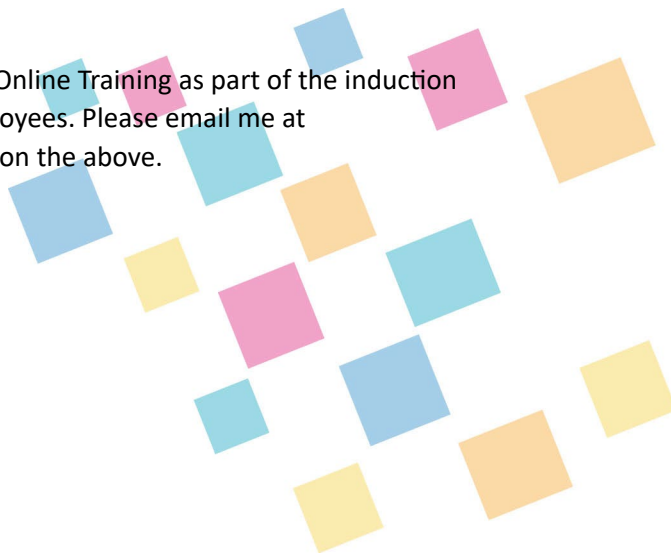 Online Training as part of the induction
oyees. Please email me at
on the above.